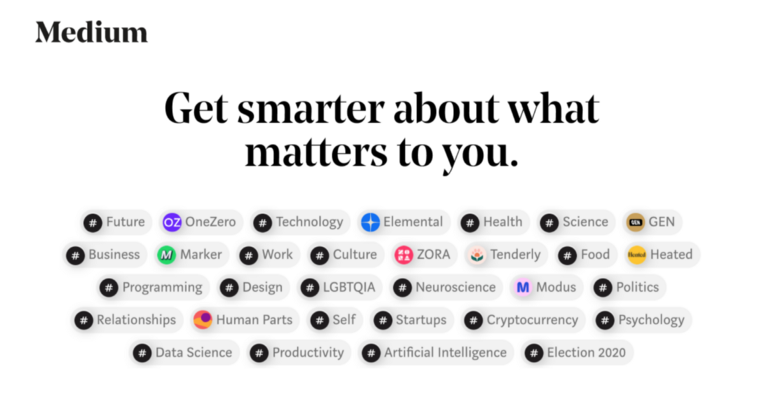 Medium
Get smarter about what
matters to you.
# Future OZ OneZero # Technology Elemental # Health # Science GEN GEN
# Business M Marker # Work # Culture ZORA Tenderly # Food Heated Heated
# Programming # Design # LGBTQIA # Neuroscience M Modus # Politics
# Relationships Human Parts # Self # Startups # Cryptocurrency # Psychology
# Data Science # Productivity # Artificial Intelligence # Election 2020